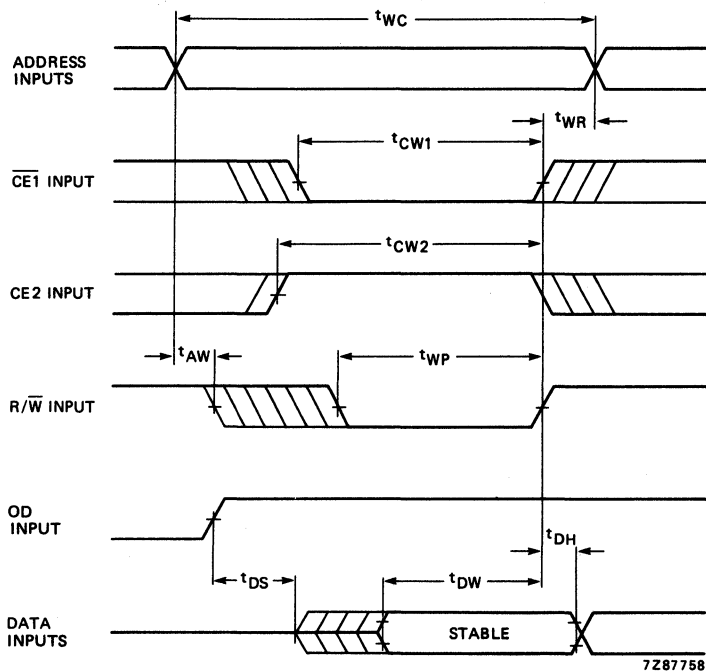 tWC
ADDRESS
INPUTS
tWR
tCW1
CE1 INPUT
tCW2
CE2 INPUT
tAW
tWP
R/W INPUT
OD
INPUT
tDH
tDS
tDW
DATA
INPUTS
STABLE
7Z87758